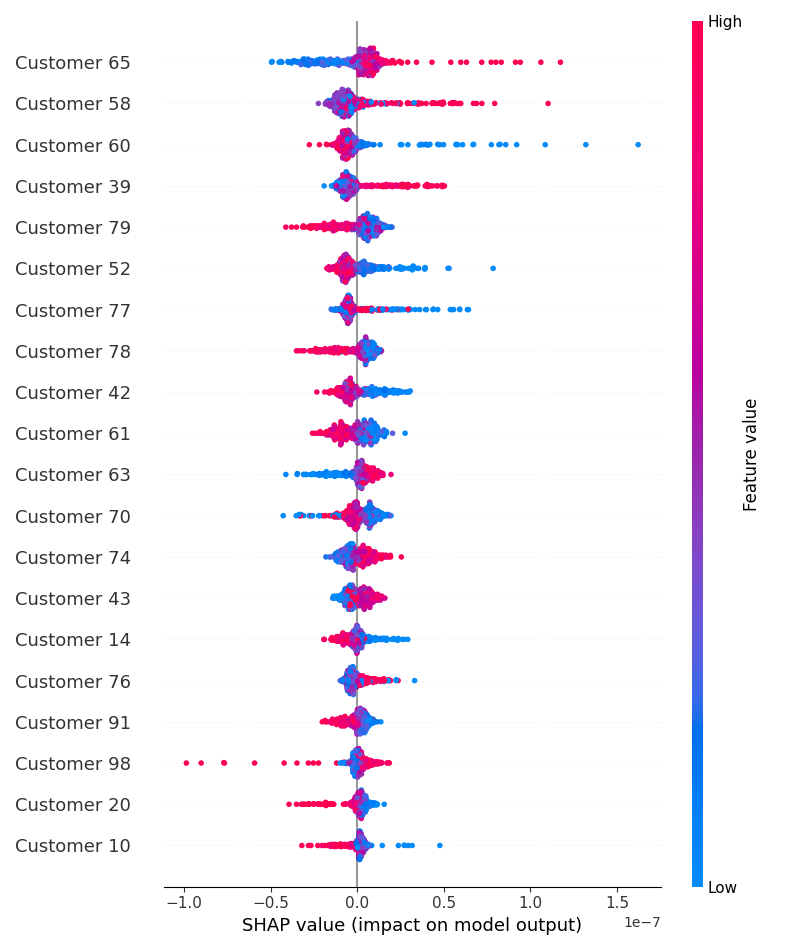 High
Customer 65
Customer 58
Customer 60
Customer 39
Customer 79
Customer 52
Customer 77
Customer 78
Customer 42
Customer 61
Customer 63
Customer 70
Customer 74
Customer 43
Customer 14
Customer 76
Customer 91
Customer 98
Customer 20
Customer 10
Feature value
Low
−1.0 −0.5 0.0 0.5 1.0 1.5
1e-7
SHAP value (impact on model output)